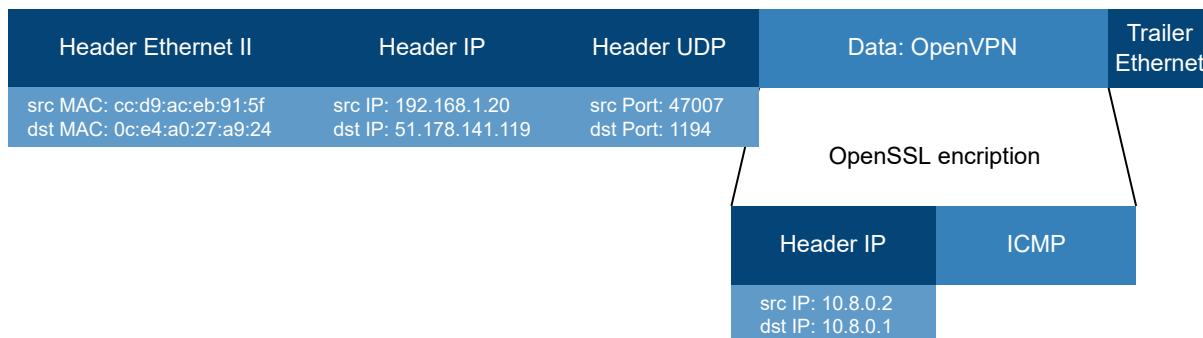 Header Ethernet II
Header IP
Header UDP
Data: OpenVPN
Trailer
Ethernet
src MAC: cc:d9:ac:eb:91:5f
dst MAC: 0c:e4:a0:27:a9:24
src IP: 192.168.1.20
dst IP: 51.178.141.119
src Port: 47007
dst Port: 1194
OpenSSL encription
Header IP
ICMP
src IP: 10.8.0.2
dst IP: 10.8.0.1